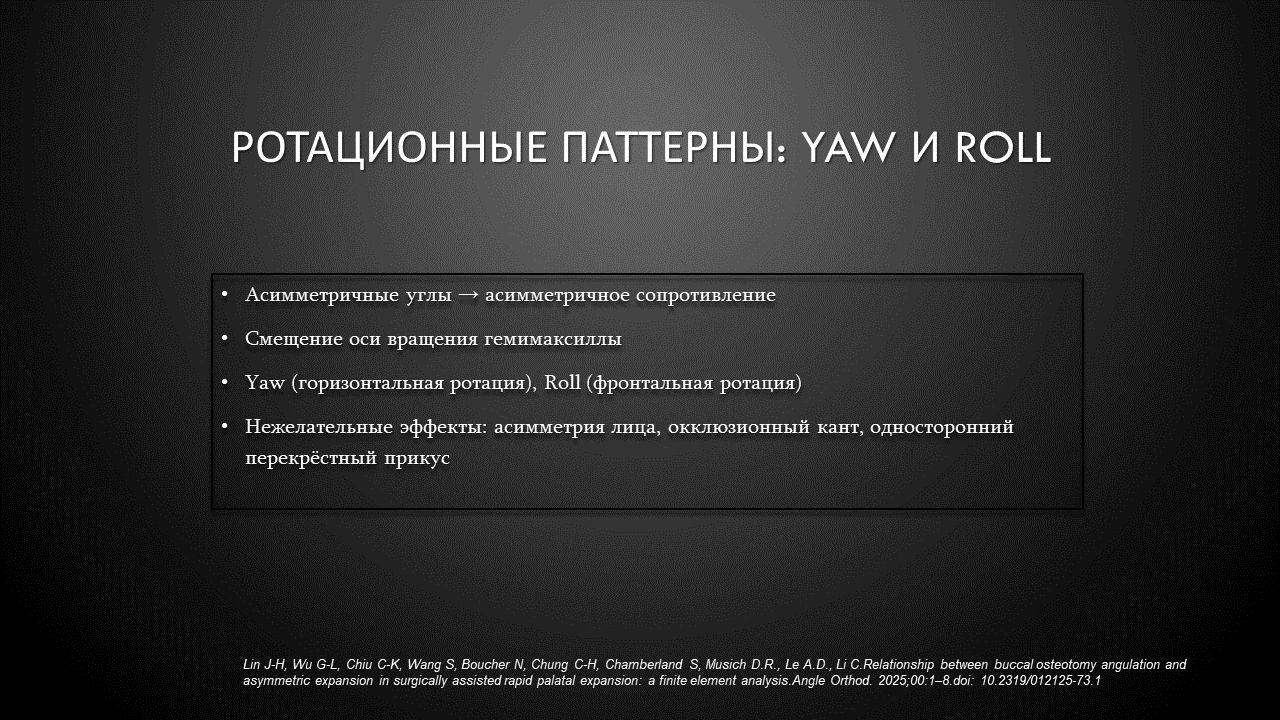 РОТАЦИОННЫЕ ПАТТЕРНЫ: YAW И ROLL
• Асимметричные углы → асимметричное сопротивление
• Смещение оси вращения гемимаксиллы
• Yaw (горизонтальная ротация), Roll (фронтальная ротация)
• Нежелательные эффекты: асимметрия лица, окклюзионный кант, односторонний
перекрёстный прикус
Lin J-H, Wu G-L, Chiu C-K, Wang S, Boucher N, Chung C-H, Chamberland S, Musich D.R., Le A.D., Li C.Relationship between buccal osteotomy angulation and
asymmetric expansion in surgically assisted rapid palatal expansion: a finite element analysis.Angle Orthod. 2025;00:1–8.doi: 10.2319/012125-73.1